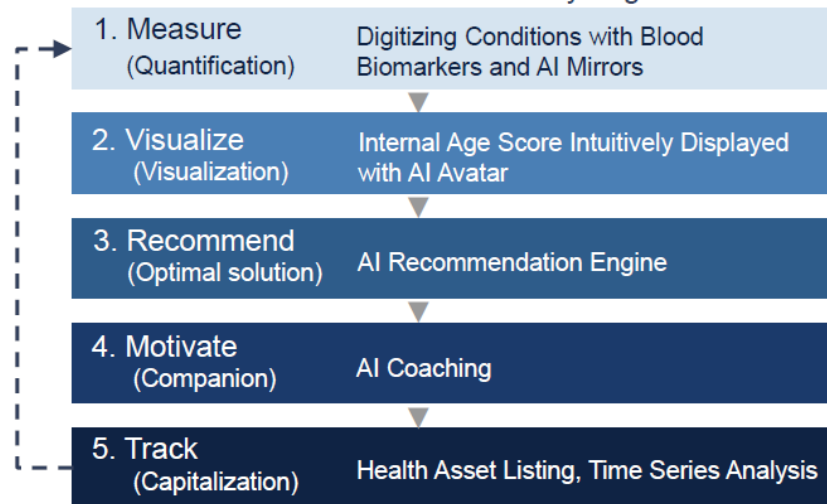 1. Measure
(Quantification)
Digitizing Conditions with Blood
Biomarkers and AI Mirrors
2. Visualize
(Visualization)
Internal Age Score Intuitively Displayed
with AI Avatar
3. Recommend
(Optimal solution)
AI Recommendation Engine
4. Motivate
(Companion)
AI Coaching
5. Track
(Capitalization)
Health Asset Listing, Time Series Analysis